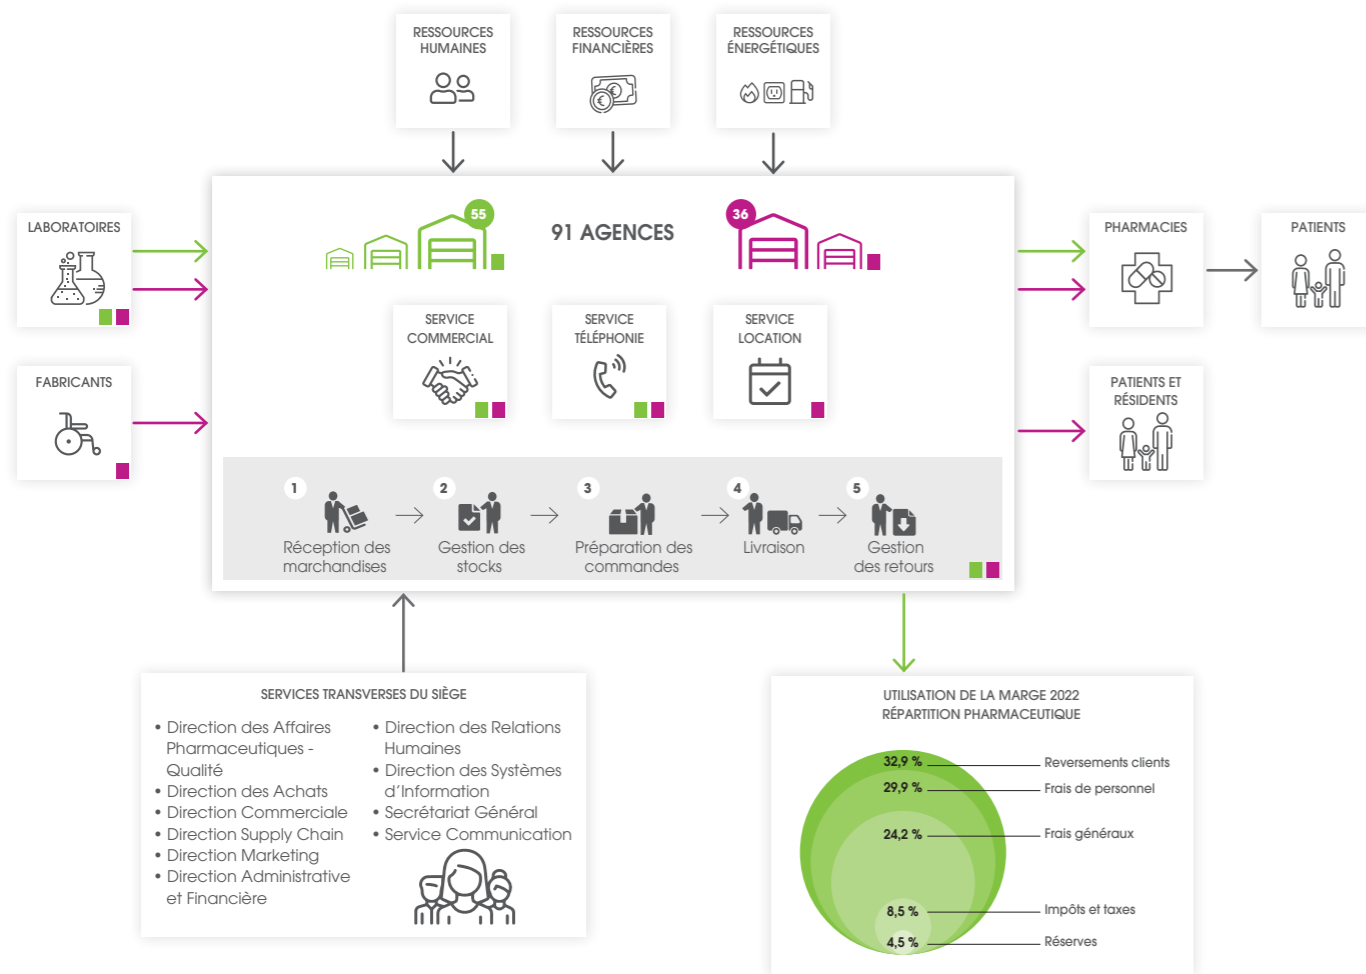 RESSOURCES
HUMAINES
RESSOURCES
FINANCIÈRES
RESSOURCES
ÉNERGÉTIQUES
LABORATOIRES
FABRICANTS
55
91 AGENCES
36
SERVICE
COMMERCIAL
SERVICE
TÉLÉPHONIE
SERVICE
LOCATION
PHARMACIES
PATIENTS
PATIENTS ET
RÉSIDENTS
1
Réception des
marchandises
2
Gestion des
stocks
3
Préparation des
commandes
4
Livraison
5
Gestion
des retours
SERVICES TRANSVERSES DU SIÈGE
• Direction des Affaires
Pharmaceutiques -
Qualité
• Direction des Achats
• Direction Commerciale
• Direction Supply Chain
• Direction Marketing
• Direction Administrative
et Financière
• Direction des Relations
Humaines
• Direction des Systèmes
d'Information
• Secrétariat Général
• Service Communication
UTILISATION DE LA MARGE 2022
RÉPARTITION PHARMACEUTIQUE
32,9 % Reversements clients
29,9 % Frais de personnel
24,2 % Frais généraux
8,5 % Impôts et taxes
4,5 % Réserves